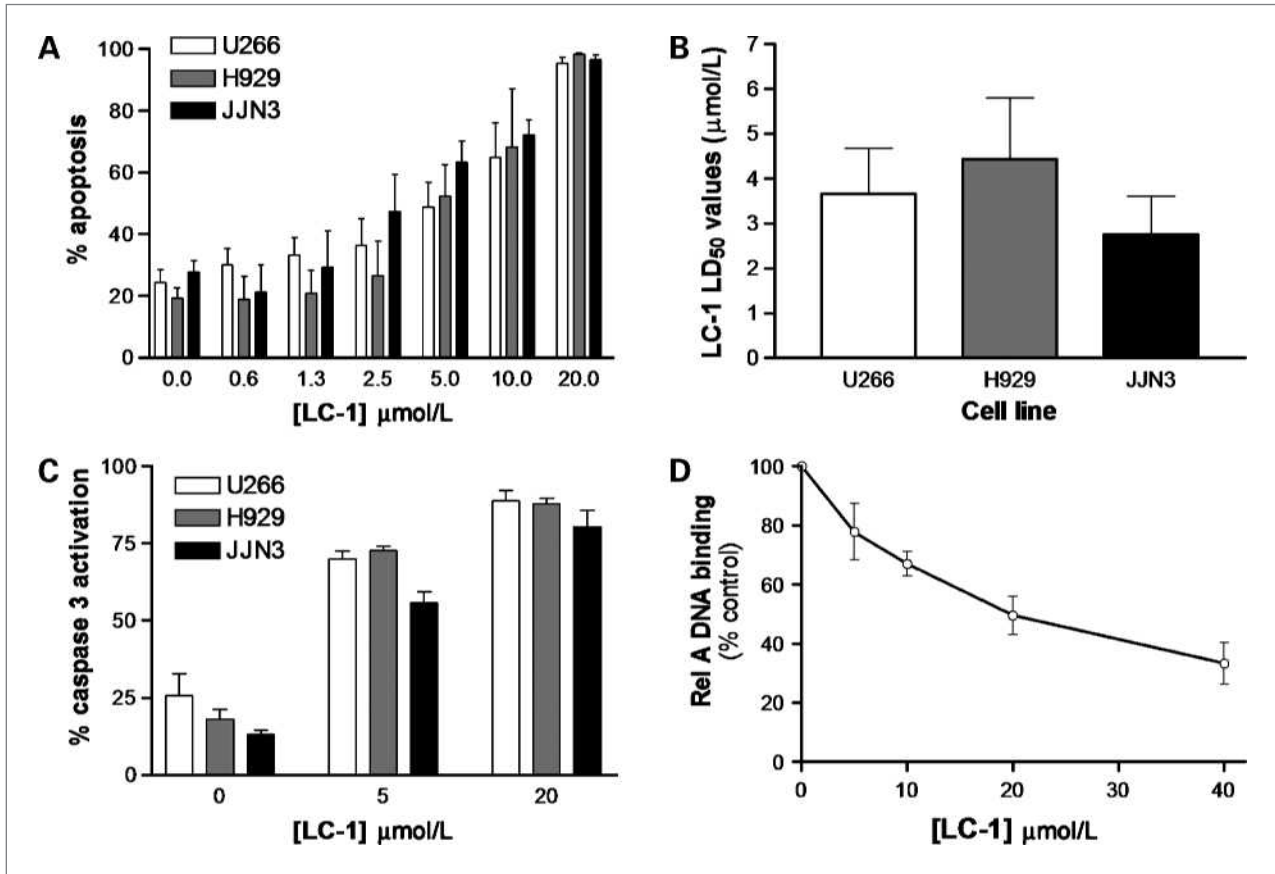 A
U266
H929
JJN3
100
80
60
40
20
0
% apoptosis
0.0 0.6 1.3 2.5 5.0 10.0 20.0
[LC-1] μmol/L
B
7
6
5
4
3
2
1
0
LC-1 LD50 values (μmol/L)
U266 H929 JJN3
Cell line
C
U266
H929
JJN3
100
75
50
25
0
% caspase 3 activation
0 5 20
[LC-1] μmol/L
D
100
80
60
40
20
0
Rel A DNA binding
(% control)
0 10 20 30 40
[LC-1] μmol/L